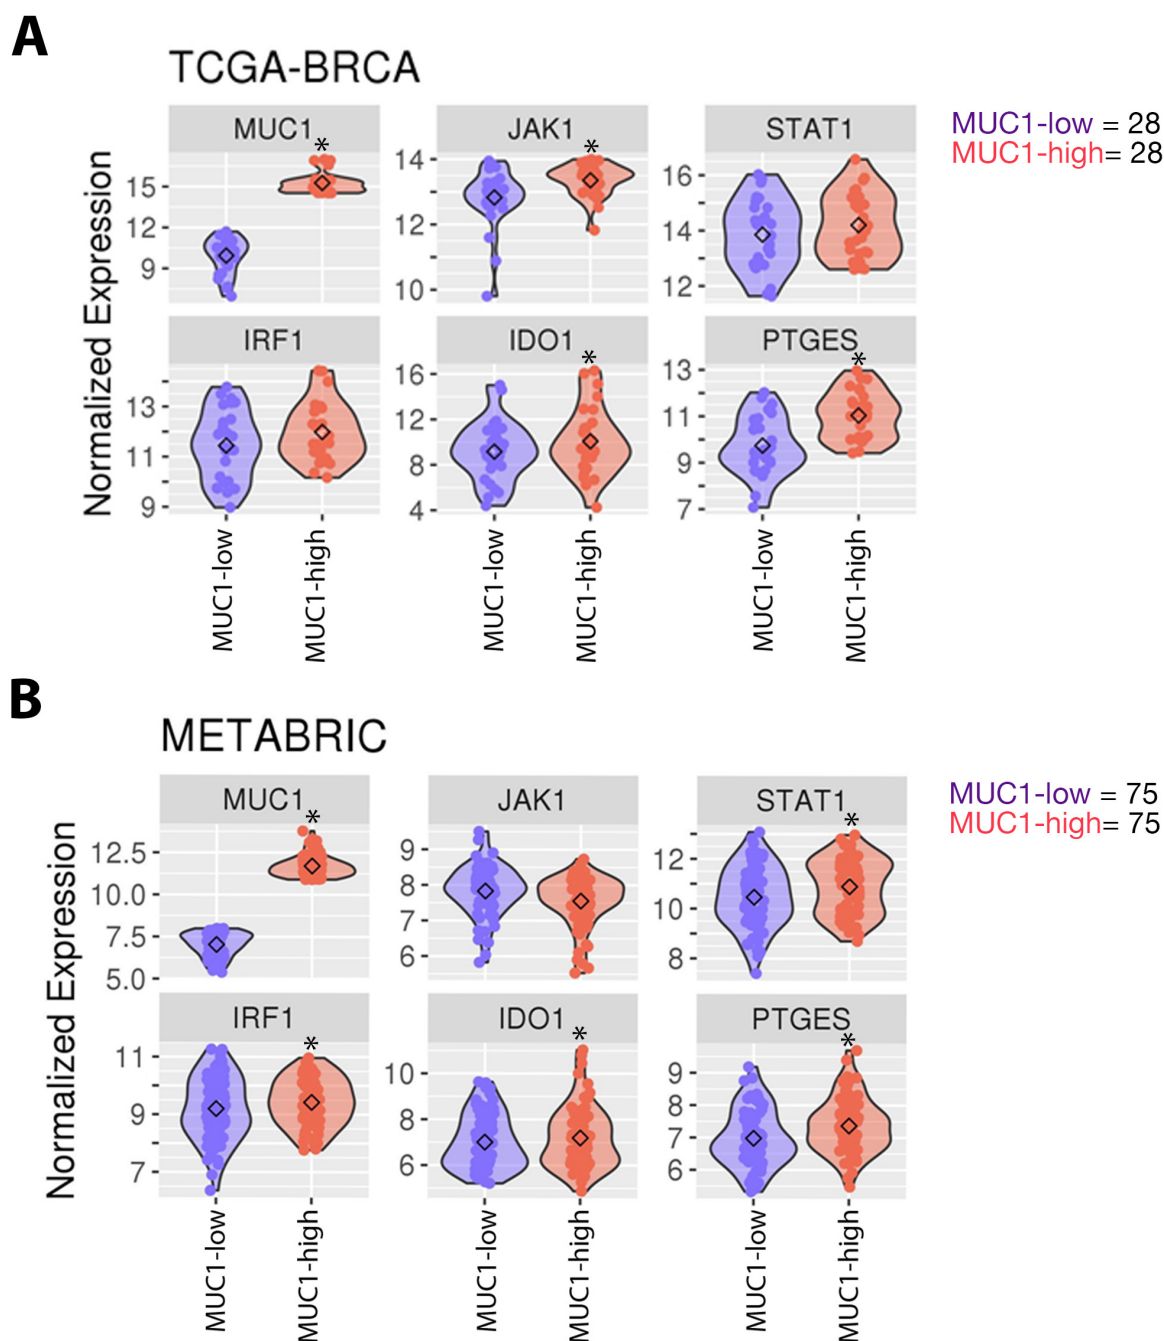 A
TCGA-BRCA
MUC1 JAK1 STAT1
* *
MUC1-low = 28
MUC1-high= 28
Normalized Expression
15 14 16
12 12 14
9 10 12
IRF1 IDO1 PTGES
* *
13 16 13
11 12 11
9 8 9
4 7
MUC1-low MUC1-high MUC1-low MUC1-high MUC1-low MUC1-high
B
METABRIC
MUC1 JAK1 STAT1
* *
MUC1-low = 75
MUC1-high= 75
Normalized Expression
12.5 9 12
10.0 8 10
7.5 7 8
5.0 6
IRF1 IDO1 PTGES
* * *
11 10 9
9 8 8
7 6 7
6
MUC1-low MUC1-high MUC1-low MUC1-high MUC1-low MUC1-high